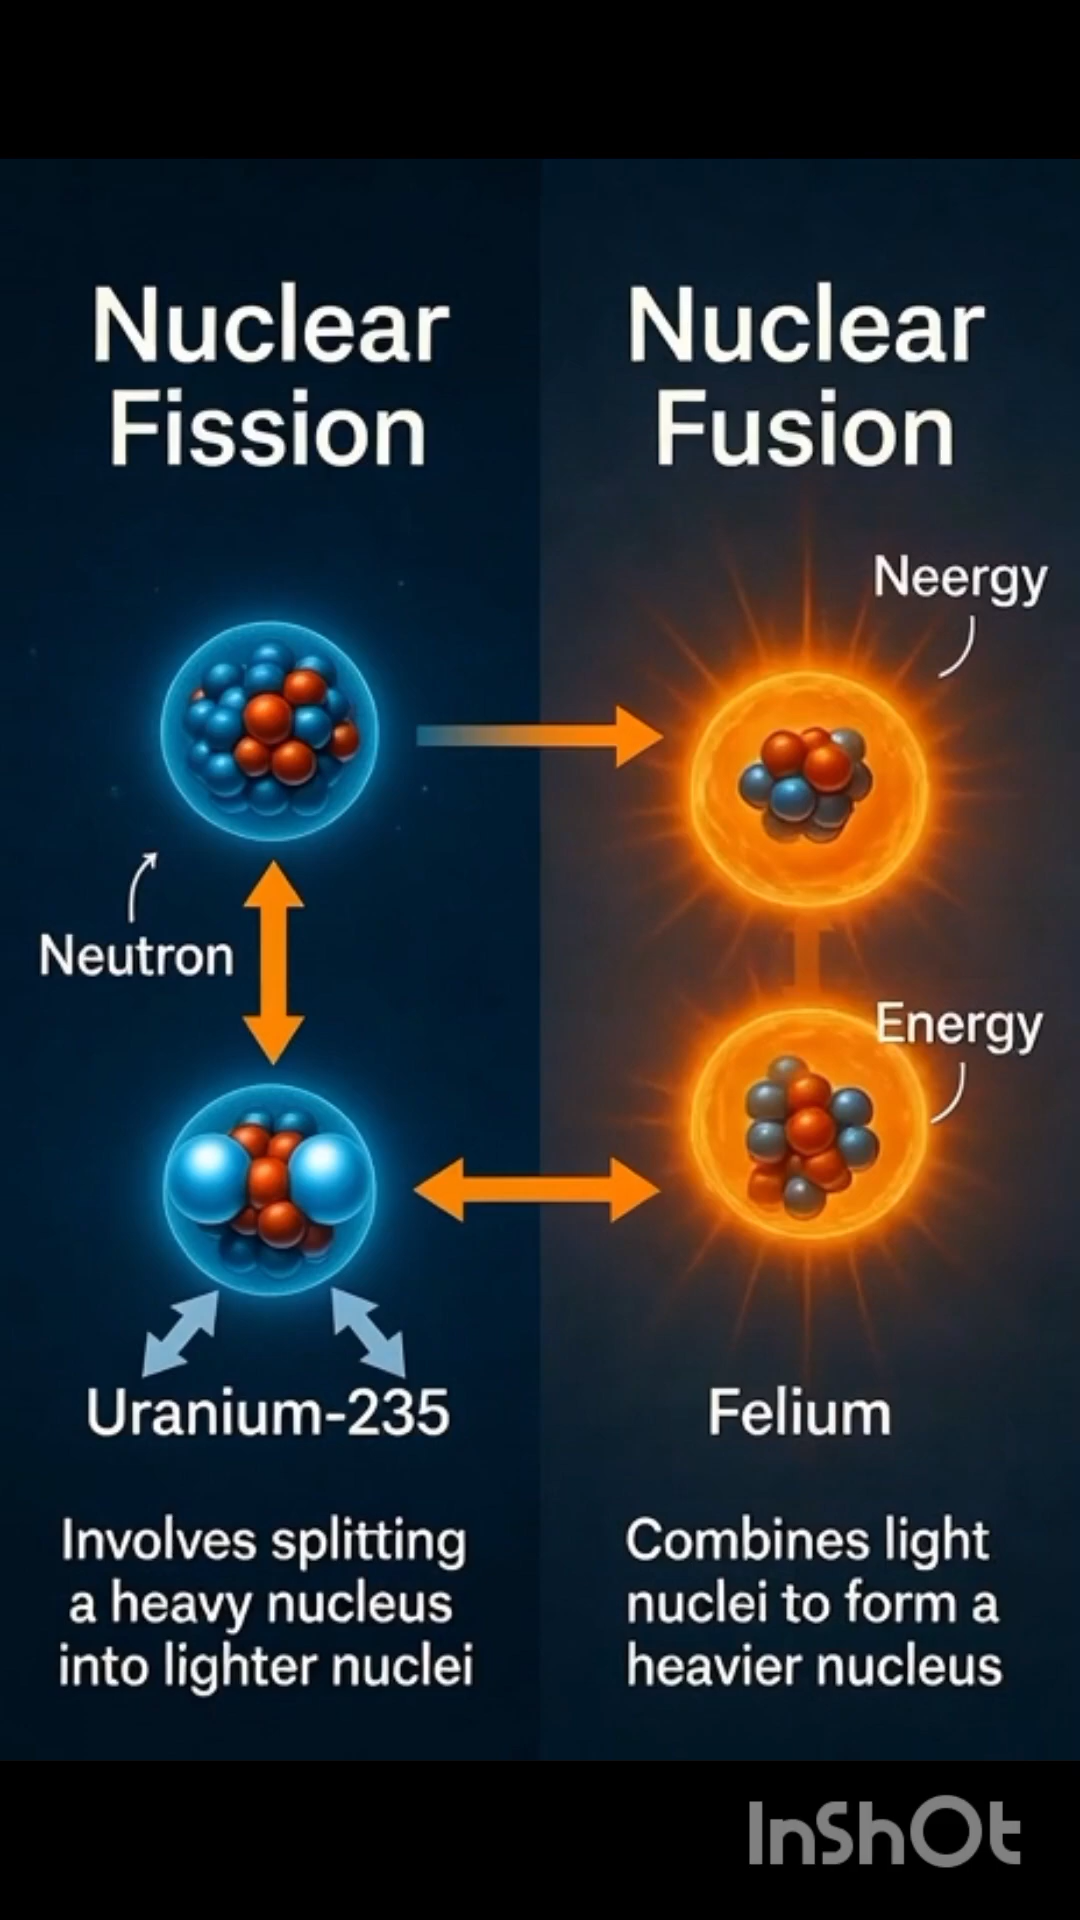 Nuclear
Fission
Nuclear
Fusion
Neergy
Neutron
Energy
Uranium-235
Felium
Involves splitting
a heavy nucleus
into lighter nuclei
Combines light
nuclei to form a
heavier nucleus
InShOt